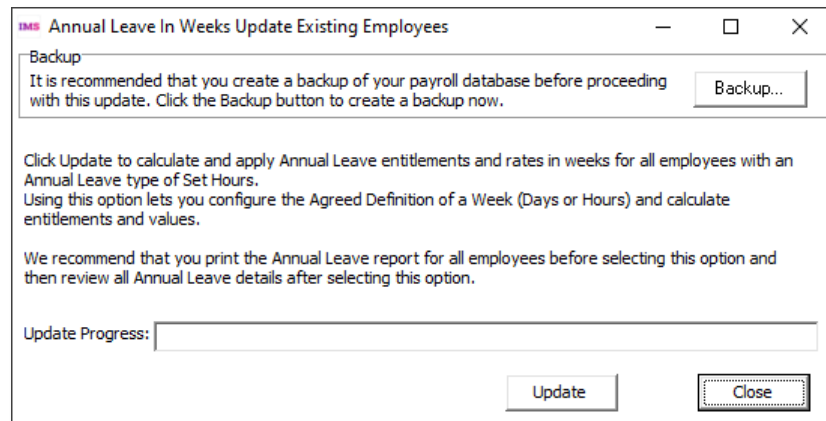 IMS Annual Leave In Weeks Update Existing Employees
Backup
It is recommended that you create a backup of your payroll database before proceeding
with this update. Click the Backup button to create a backup now.
Backup...
Click Update to calculate and apply Annual Leave entitlements and rates in weeks for all employees with an
Annual Leave type of Set Hours.
Using this option lets you configure the Agreed Definition of a Week (Days or Hours) and calculate
entitlements and values.
We recommend that you print the Annual Leave report for all employees before selecting this option and
then review all Annual Leave details after selecting this option.
Update Progress:
Update Close